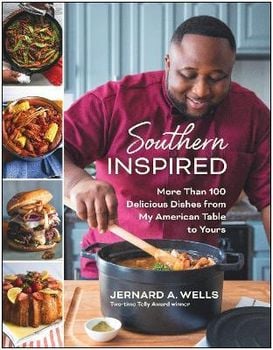 Southern
INSPIRED
More Than 100
Delicious Dishes from
My American Table
to Yours
JERNARD A. WELLS
Two-time Telly Award winner